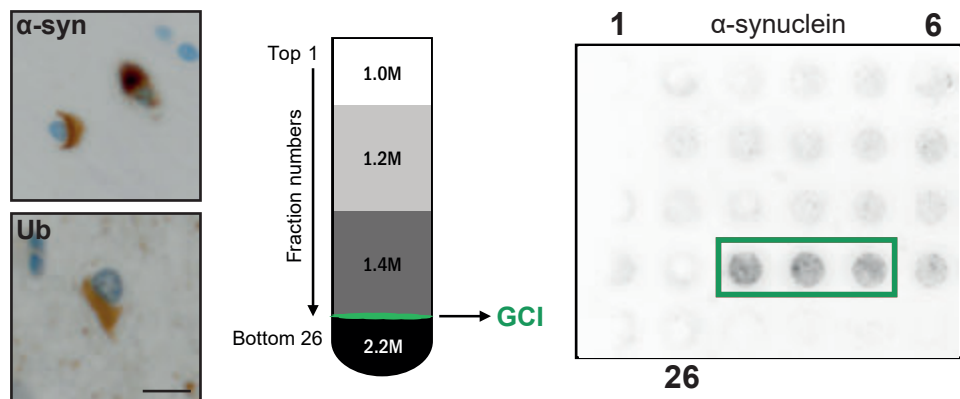 α-syn
Ub
Top 1
Fraction numbers
Bottom 26
1.0M
1.2M
1.4M
2.2M
GCI
1 α-synuclein 6
26